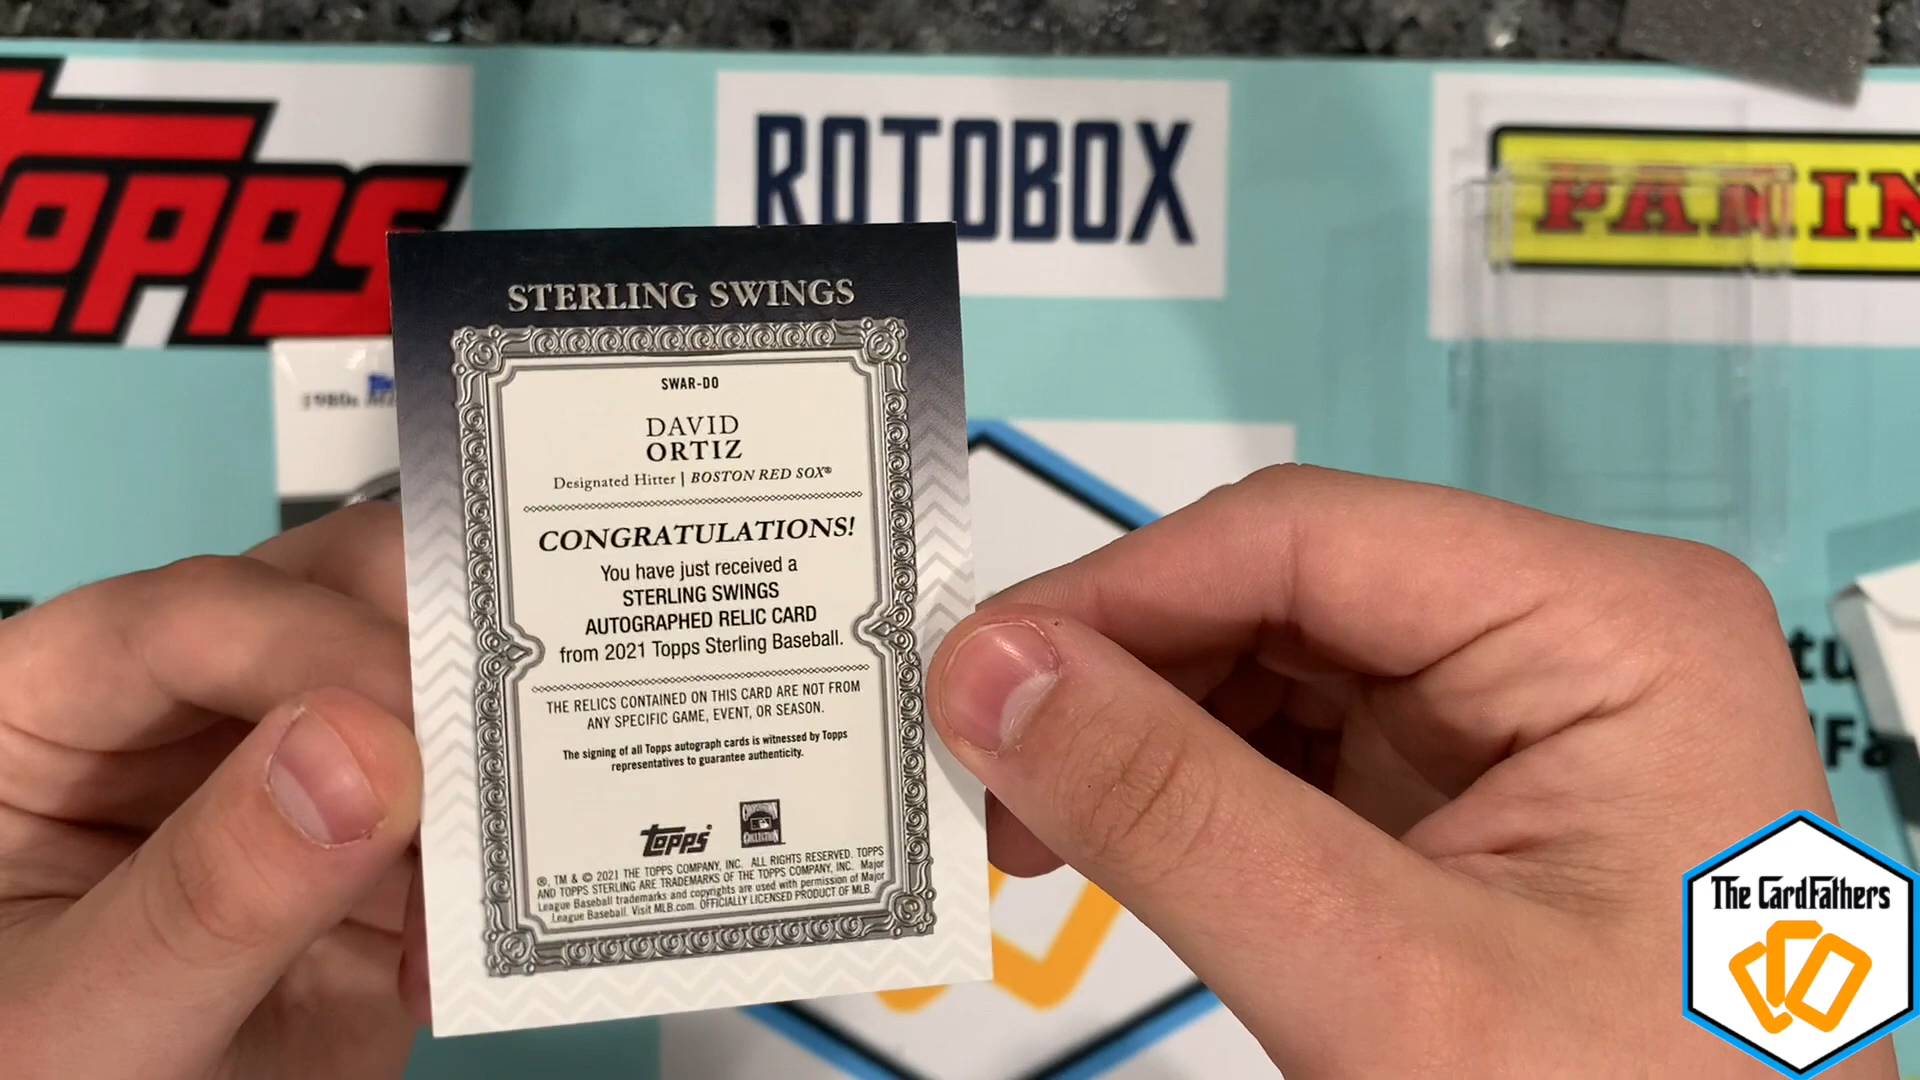 TOPPS
ROTOBOX
PANIN
1980s
STERLING SWINGS
SWAR-DO
DAVID
ORTIZ
Designated Hitter | BOSTON RED SOX®
CONGRATULATIONS!
You have just received a
STERLING SWINGS
AUTOGRAPHED RELIC CARD
from 2021 Topps Sterling Baseball.
THE RELICS CONTAINED ON THIS CARD ARE NOT FROM
ANY SPECIFIC GAME, EVENT, OR SEASON.
The signing of all Topps autograph cards is witnessed by Topps
representatives to guarantee authenticity.
topps®
COOPERSTOWN
COLLECTION
®, TM & © 2021 THE TOPPS COMPANY, INC. ALL RIGHTS RESERVED. TOPPS
AND TOPPS STERLING ARE TRADEMARKS OF THE TOPPS COMPANY, INC. Major
League Baseball trademarks and copyrights are used with permission of Major
League Baseball. Visit MLB.com. OFFICIALLY LICENSED PRODUCT OF MLB.
The CardFathers